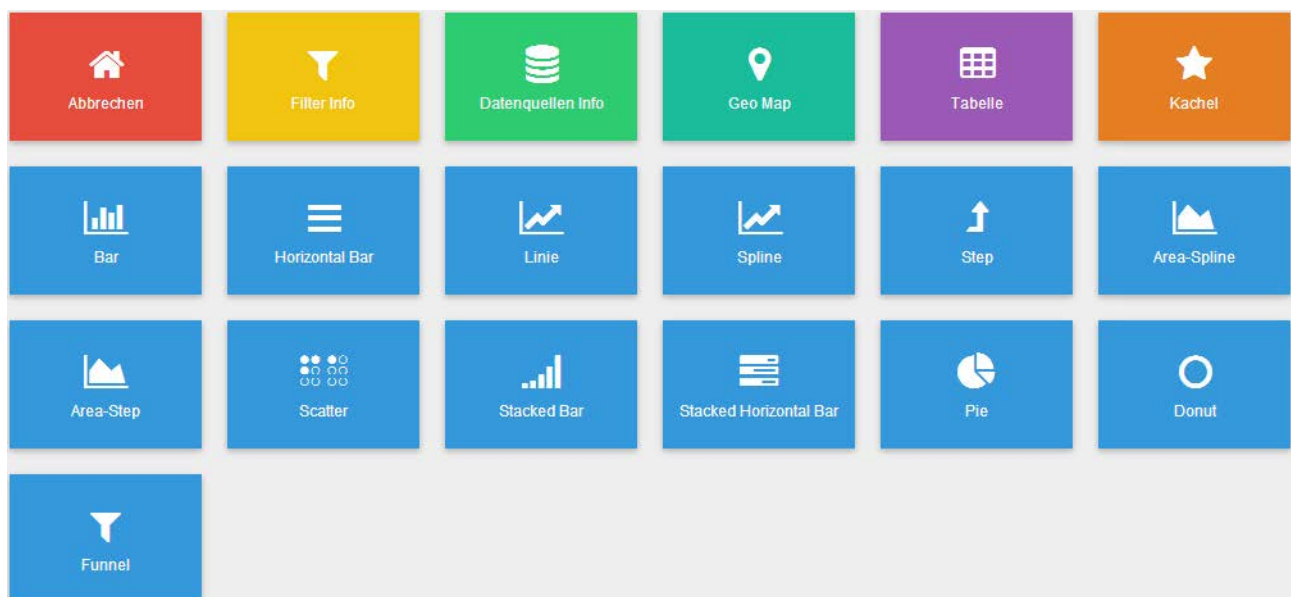 Abbrechen
Filter Info
Datenquellen Info
Geo Map
Tabelle
Kachel
Bar
Horizontal Bar
Linie
Spline
Step
Area-Spline
Area-Step
Scatter
Stacked Bar
Stacked Horizontal Bar
Pie
Donut
Funnel